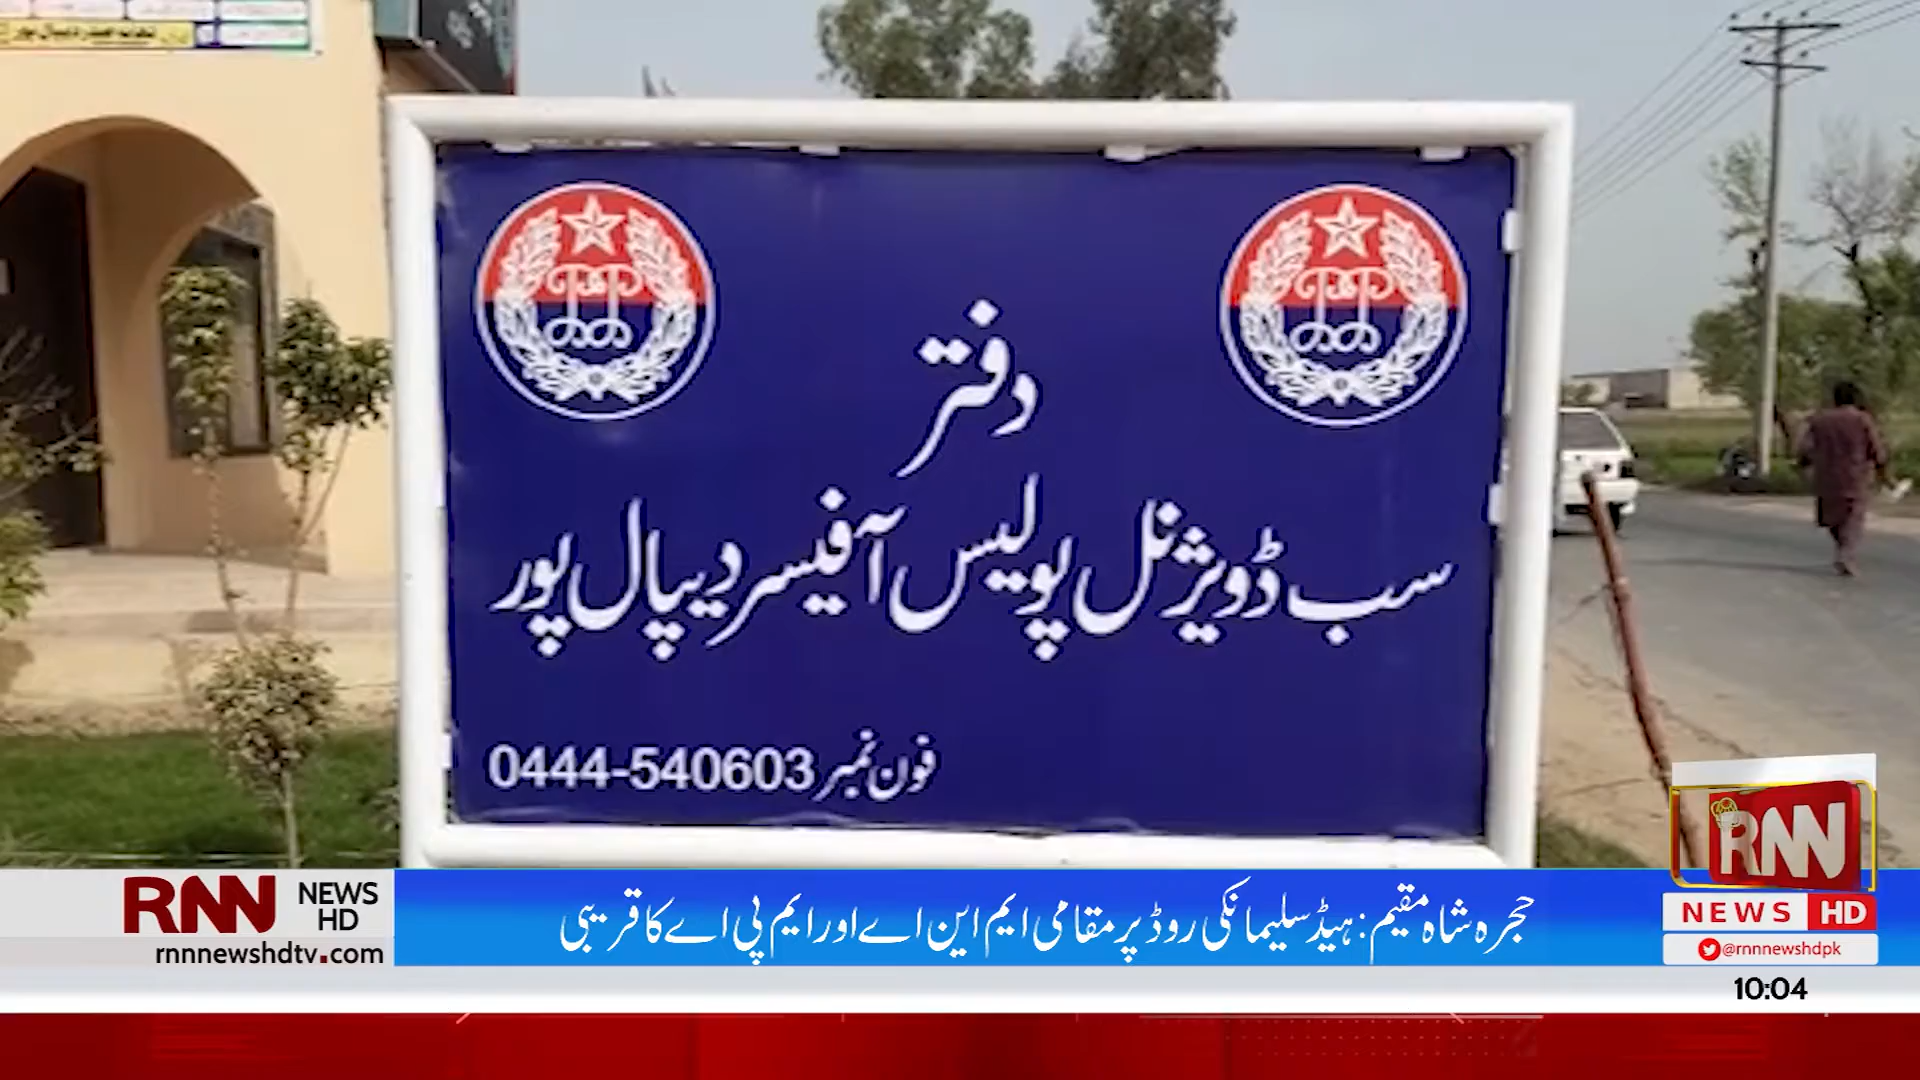 دفتر
سب ڈویژنل پولیس آفیسر دیپال پور
فون نمبر 0444-540603
RNN NEWS HD
rnnnewshdtv.com
حجرہ شاہ مقیم: ہیڈ سلیمانکی روڈ پر مقامی ایم این اے اور ایم پی اے کا قریبی
RNN
NEWS HD
@rnnnewshdpk
10:04